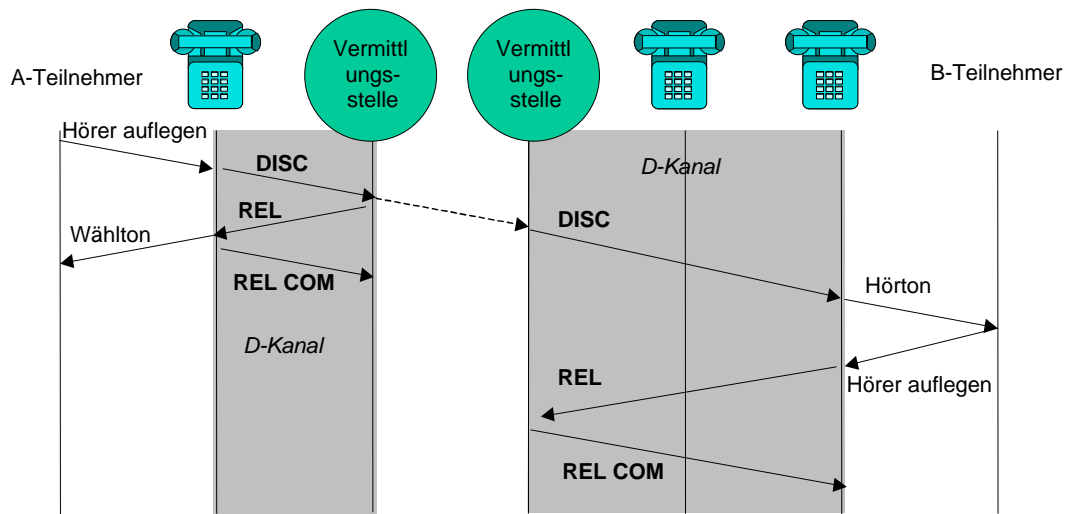 A-Teilnehmer
Vermittl
ungs-
stelle
Vermittl
ungs-
stelle
B-Teilnehmer
Hörer auflegen
DISC
D-Kanal
REL
DISC
Wählton
REL COM
Hörton
D-Kanal
REL
Hörer auflegen
REL COM